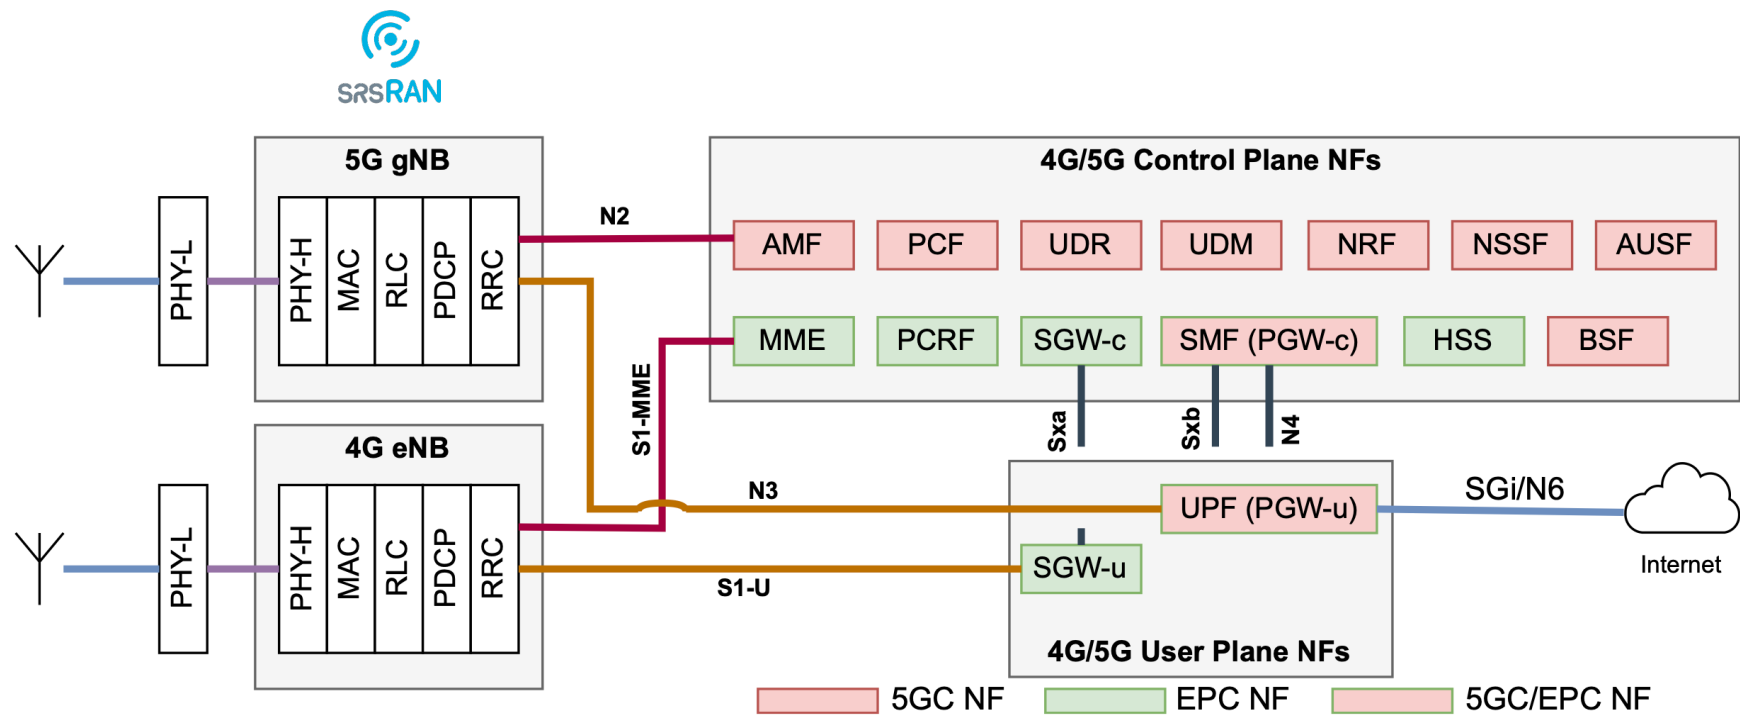 SRSRAN
5G gNB
PHY-L
PHY-H
MAC
RLC
PDCP
RRC
N2
4G/5G Control Plane NFs
AMF
PCF
UDR
UDM
NRF
NSSF
AUSF
MME
PCRF
SGW-c
SMF (PGW-c)
HSS
BSF
S1-MME
Sxa
Sxb
N4
4G eNB
PHY-L
PHY-H
MAC
RLC
PDCP
RRC
N3
S1-U
UPF (PGW-u)
SGW-u
4G/5G User Plane NFs
SGi/N6
Internet
5GC NF
EPC NF
5GC/EPC NF